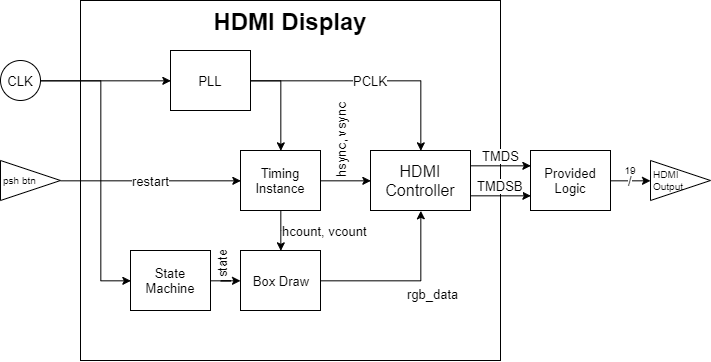 HDMI Display
CLK
PLL
PCLK
hsync, vsync
psh btn
restart
Timing
Instance
HDMI
Controller
TMDS
TMDSB
Provided
Logic
19
HDMI
Output
hcount, vcount
State
Machine
state
Box Draw
rgb_data